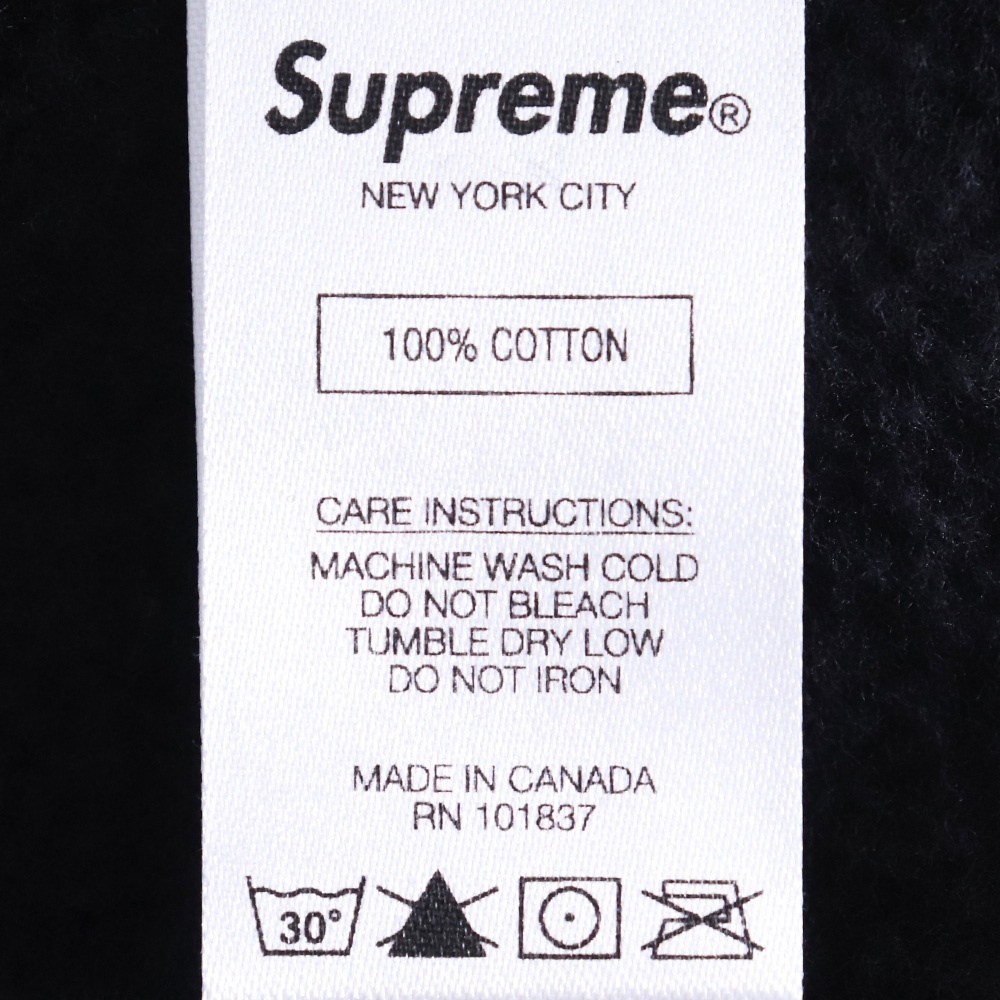 Supreme®
NEW YORK CITY
100% COTTON
CARE INSTRUCTIONS:
MACHINE WASH COLD
DO NOT BLEACH
TUMBLE DRY LOW
DO NOT IRON
MADE IN CANADA
RN 101837
30°